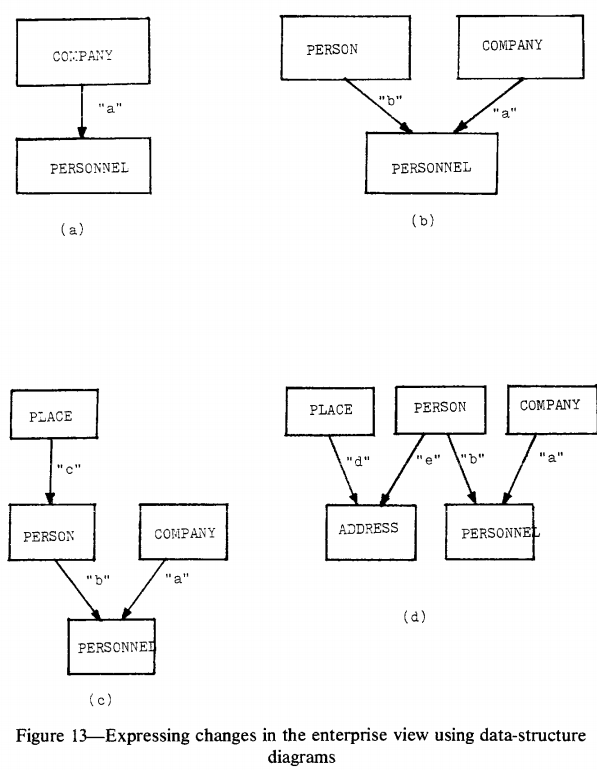 COMPANY
"a"
PERSONNEL
(a)
PERSON
COMPANY
"b"
"a"
PERSONNEL
(b)
PLACE
"c"
PERSON
COMPANY
"b"
"a"
PERSONNEL
(c)
PLACE
PERSON
COMPANY
"d"
"e"
"b"
"a"
ADDRESS
PERSONNEL
(d)
Figure 13—Expressing changes in the enterprise view using data-structure
diagrams